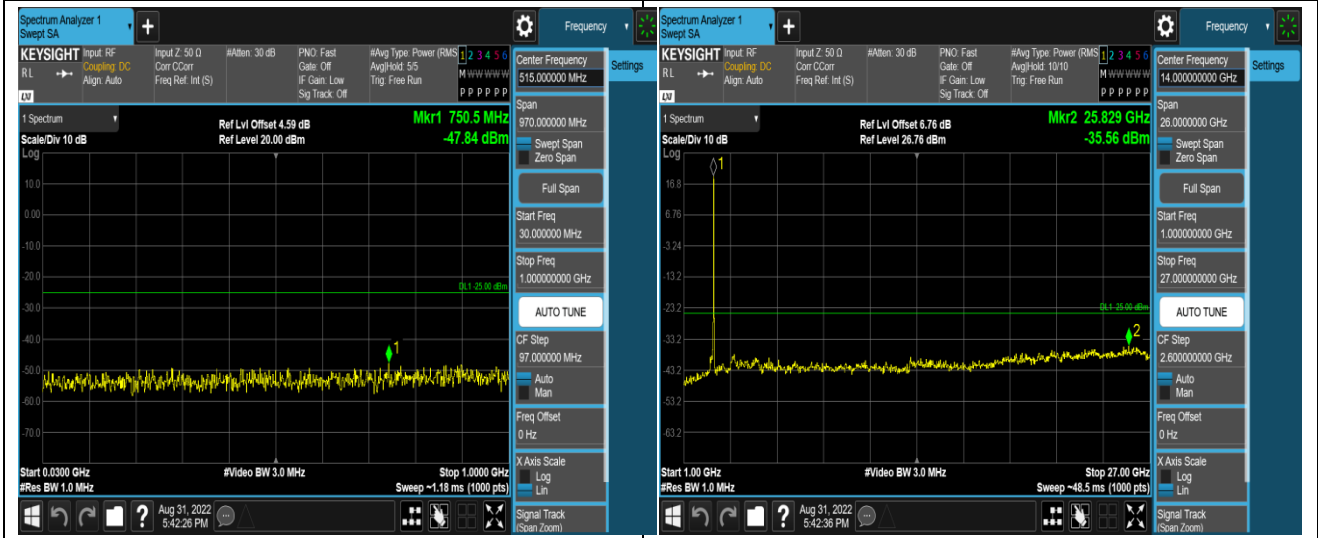 Spectrum Analyzer 1
Swept SA
+
Frequency
KEYSIGHT
RL
LXI
Input: RF
Coupling: DC
Align: Auto
Input Z: 50 Ω
Corr CCorr
Freq Ref: Int (S)
#Atten: 30 dB
PNO: Fast
Gate: Off
IF Gain: Low
Sig Track: Off
#Avg Type: Power (RMS
Avg|Hold: 5/5
Trig: Free Run
1 2 3 4 5 6
M W W W W W
P P P P P P
Center Frequency
515.000000 MHz
Settings
1 Spectrum
Scale/Div 10 dB
Log
Ref Lvl Offset 4.59 dB
Ref Level 20.00 dBm
Mkr1 750.5 MHz
-47.84 dBm
Span
970.000000 MHz
Swept Span
Zero Span
Full Span
Start Freq
30.000000 MHz
Stop Freq
1.000000000 GHz
AUTO TUNE
CF Step
97.000000 MHz
Auto
Man
Freq Offset
0 Hz
X Axis Scale
Log
Lin
Signal Track
(Span Zoom)
10.0
0.00
-10.0
-20.0
DL1 -25.00 dBm
-30.0
-40.0
1
-50.0
-60.0
-70.0
Start 0.0300 GHz
#Res BW 1.0 MHz
#Video BW 3.0 MHz
Stop 1.0000 GHz
Sweep ~1.18 ms (1000 pts)
?
Aug 31, 2022
5:42:26 PM
Spectrum Analyzer 1
Swept SA
+
Frequency
KEYSIGHT
RL
LXI
Input: RF
Coupling: DC
Align: Auto
Input Z: 50 Ω
Corr CCorr
Freq Ref: Int (S)
#Atten: 30 dB
PNO: Fast
Gate: Off
IF Gain: Low
Sig Track: Off
#Avg Type: Power (RMS
Avg|Hold: 10/10
Trig: Free Run
1 2 3 4 5 6
M W W W W W
P P P P P P
Center Frequency
14.000000000 GHz
Settings
1 Spectrum
Scale/Div 10 dB
Log
Ref Lvl Offset 6.76 dB
Ref Level 26.76 dBm
Mkr2 25.829 GHz
-35.56 dBm
Span
26.0000000 GHz
Swept Span
Zero Span
Full Span
Start Freq
1.000000000 GHz
Stop Freq
27.000000000 GHz
AUTO TUNE
CF Step
2.600000000 GHz
Auto
Man
Freq Offset
0 Hz
X Axis Scale
Log
Lin
Signal Track
(Span Zoom)
1
16.8
6.76
-3.24
-13.2
-23.2
DL1 -25.00 dBm
-33.2
2
-43.2
-53.2
-63.2
Start 1.00 GHz
#Res BW 1.0 MHz
#Video BW 3.0 MHz
Stop 27.00 GHz
Sweep ~48.5 ms (1000 pts)
?
Aug 31, 2022
5:42:36 PM